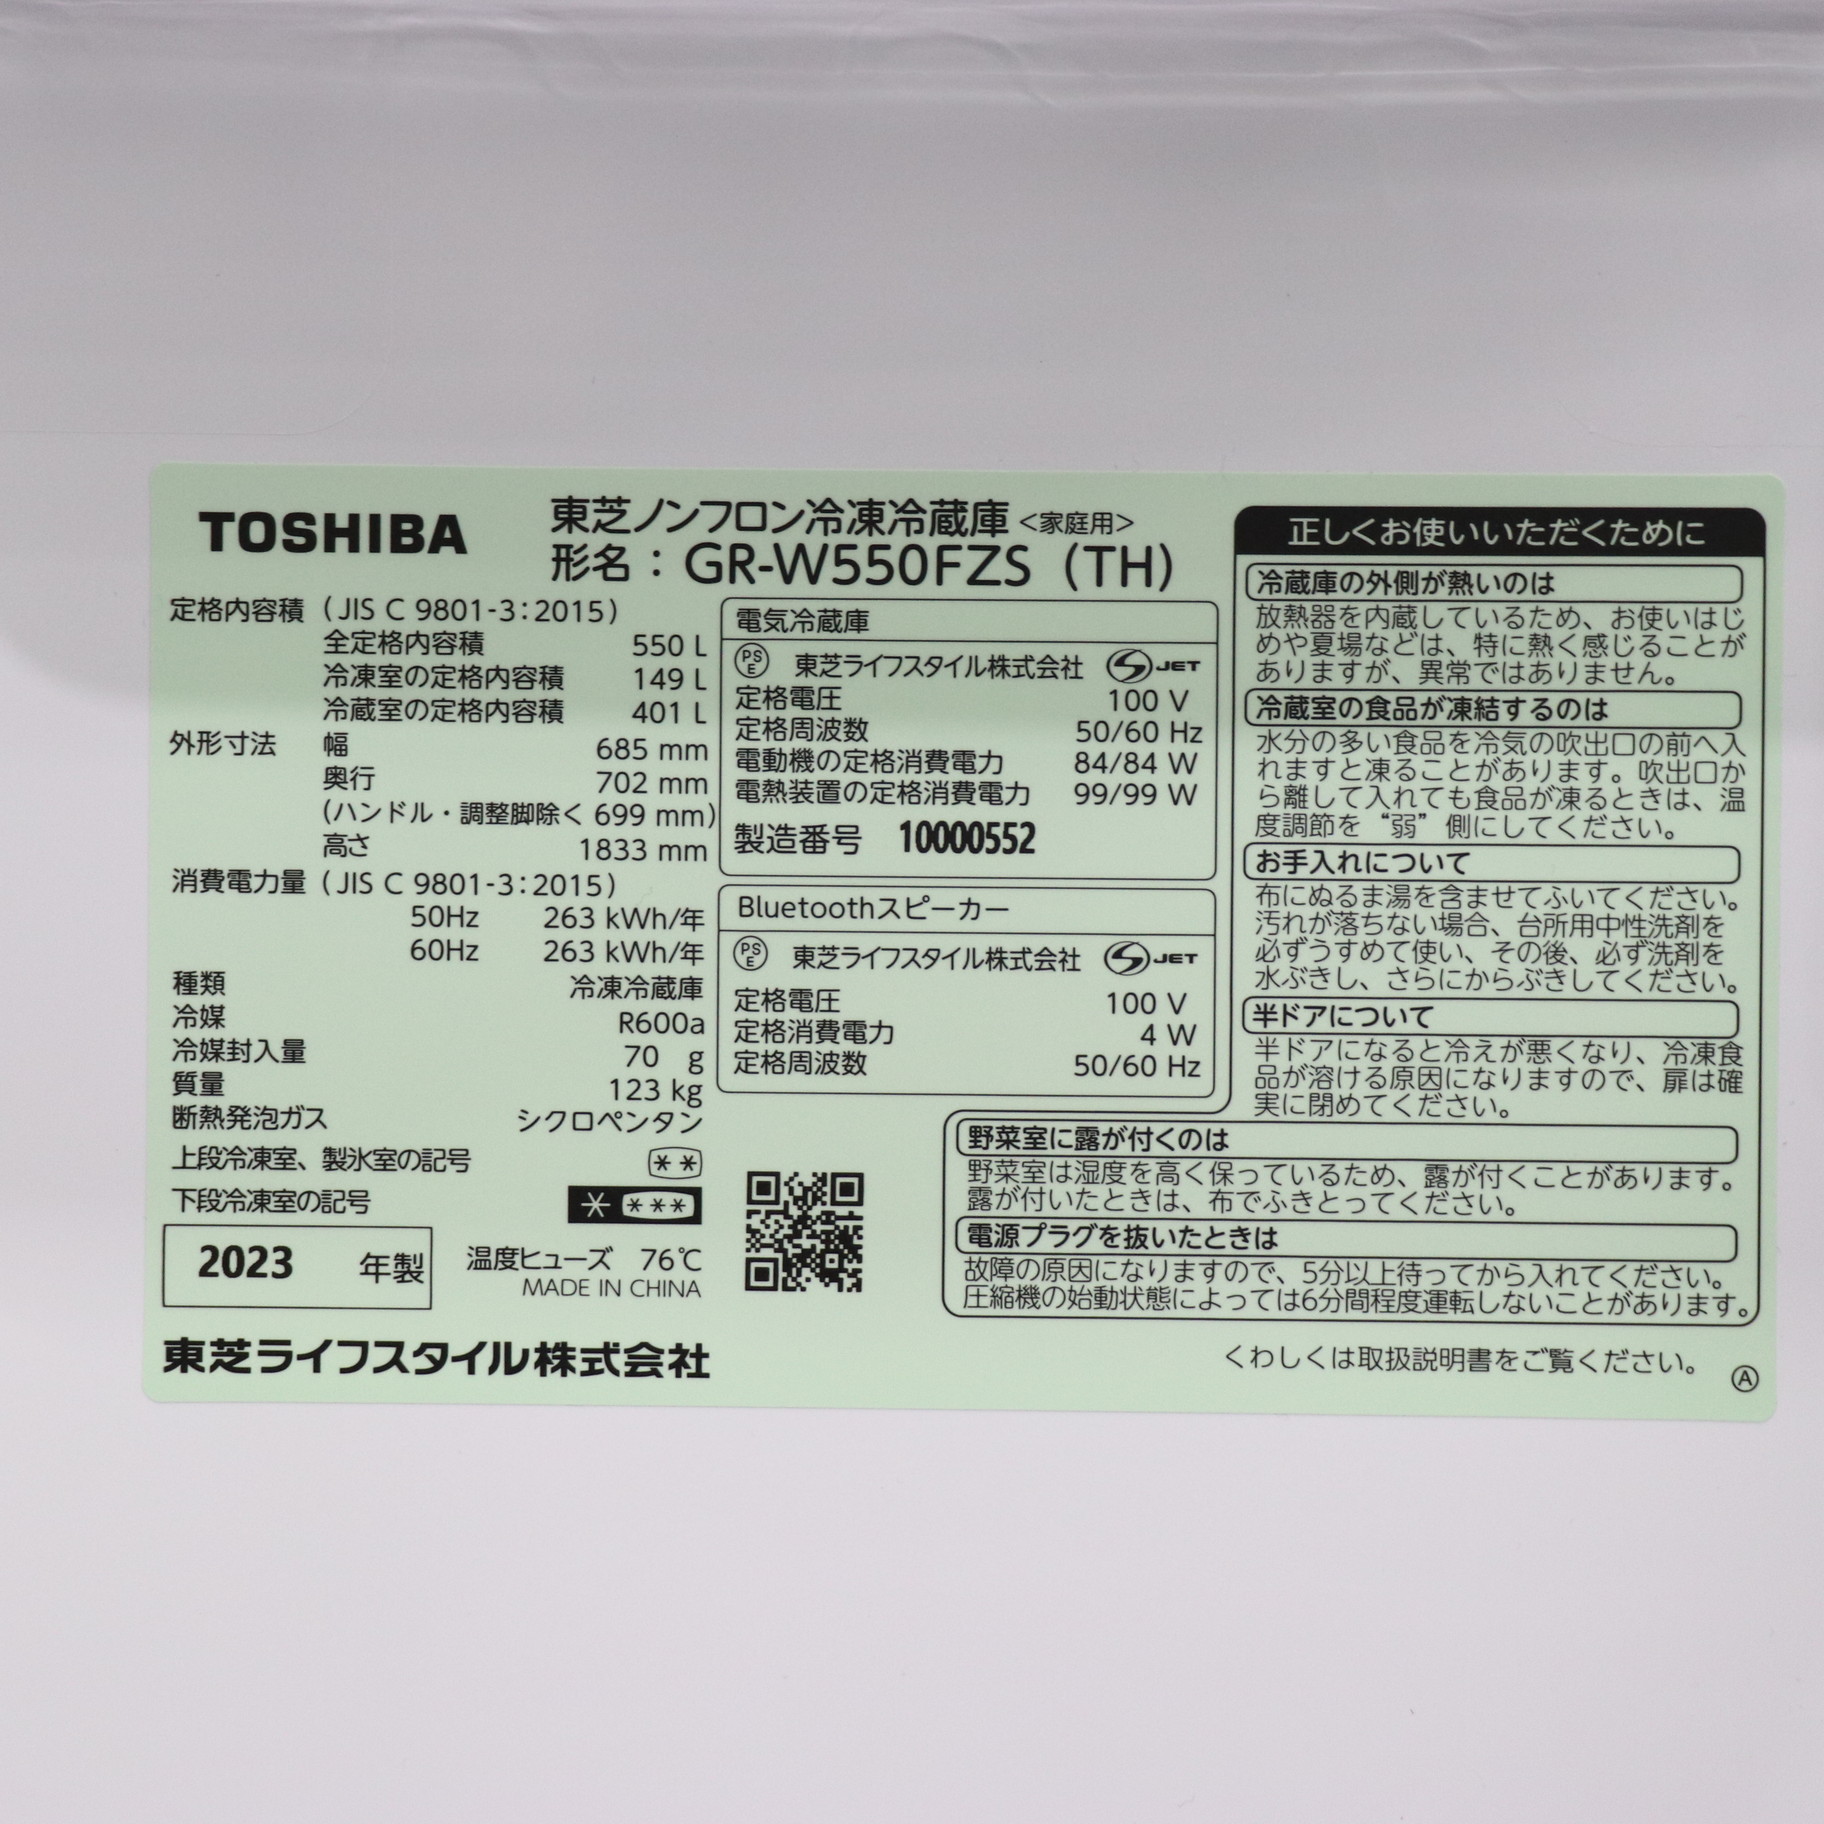 TOSHIBA
東芝ノンフロン冷凍冷蔵庫<家庭用>
形名：GR-W550FZS (TH)
定格内容積 (JIS C 9801-3:2015)
全定格内容積 550 L
冷凍室の定格内容積 149 L
冷蔵室の定格内容積 401 L
外形寸法 幅 685 mm
奥行 702 mm
(ハンドル・調整脚除く 699 mm)
高さ 1833 mm
消費電力量 (JIS C 9801-3:2015)
50Hz 263 kWh/年
60Hz 263 kWh/年
種類 冷凍冷蔵庫
冷媒 R600a
冷媒封入量 70 g
質量 123 kg
断熱発泡ガス シクロペンタン
上段冷凍室、製氷室の記号 **
下段冷凍室の記号 * ***
2023 年製
温度ヒューズ 76℃
MADE IN CHINA
東芝ライフスタイル株式会社
電気冷蔵庫
PSE 東芝ライフスタイル株式会社 JET
定格電圧 100 V
定格周波数 50/60 Hz
電動機の定格消費電力 84/84 W
電熱装置の定格消費電力 99/99 W
製造番号 10000552
Bluetoothスピーカー
PSE 東芝ライフスタイル株式会社 JET
定格電圧 100 V
定格消費電力 4 W
定格周波数 50/60 Hz
正しくお使いいただくために
冷蔵庫の外側が熱いのは
放熱器を内蔵しているため、お使いはじ
めや夏場などは、特に熱く感じることが
ありますが、異常ではありません。
冷蔵室の食品が凍結するのは
水分の多い食品を冷気の吹出口の前へ入
れますと凍ることがあります。吹出口か
ら離して入れても食品が凍るときは、温
度調節を“弱”側にしてください。
お手入れについて
布にぬるま湯を含ませてふいてください。
汚れが落ちない場合、台所用中性洗剤を
必ずうすめて使い、その後、必ず洗剤を
水ぶきし、さらにからぶきしてください。
半ドアについて
半ドアになると冷えが悪くなり、冷凍食
品が溶ける原因になりますので、扉は確
実に閉めてください。
野菜室に露が付くのは
野菜室は湿度を高く保っているため、露が付くことがあります。
露が付いたときは、布でふきとってください。
電源プラグを抜いたときは
故障の原因になりますので、5分以上待ってから入れてください。
圧縮機の始動状態によっては6分間程度運転しないことがあります。
くわしくは取扱説明書をご覧ください。
Ⓐ